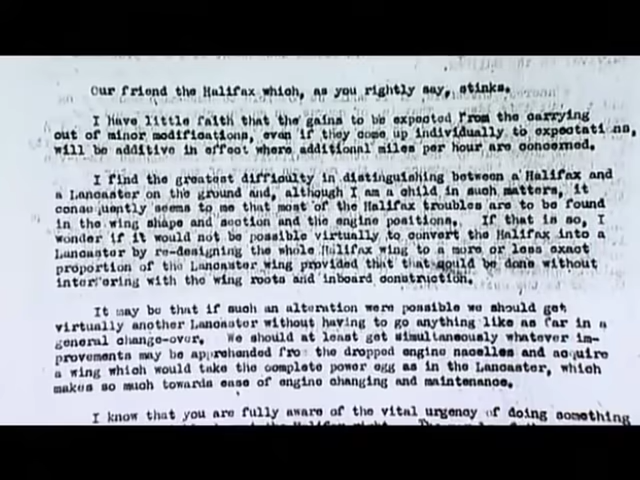 Our friend the Halifax which, as you rightly say, stinks.
I have little faith that the gains to be expected from the carrying
out of minor modifications, even if they come up individually to expectati ns,
will be additive in effect where additional miles per hour are concerned.
I find the greatest difficulty in distinguishing between a Halifax and
a Lancaster on the ground and, although I am a child in such matters, it
consequently seems to me that most of the Halifax troubles are to be found
in the wing shape and section and the engine positions. If that is so, I
wonder if it would not be possible virtually to convert the Halifax into a
Lancaster by re-designing the whole Halifax wing to a more or less exact
proportion of the Lancaster wing provided that that could be done without
interfering with the wing roots and inboard construction.
It may be that if such an alteration were possible we should get
virtually another Lancaster without having to go anything like as far in a
general change-over. We should at least get simultaneously whatever im-
provements may be apprehended from the dropped engine nacelles and acquire
a wing which would take the complete power egg as in the Lancaster, which
makes so much towards ease of engine changing and maintenance.
I know that you are fully aware of the vital urgency of doing something